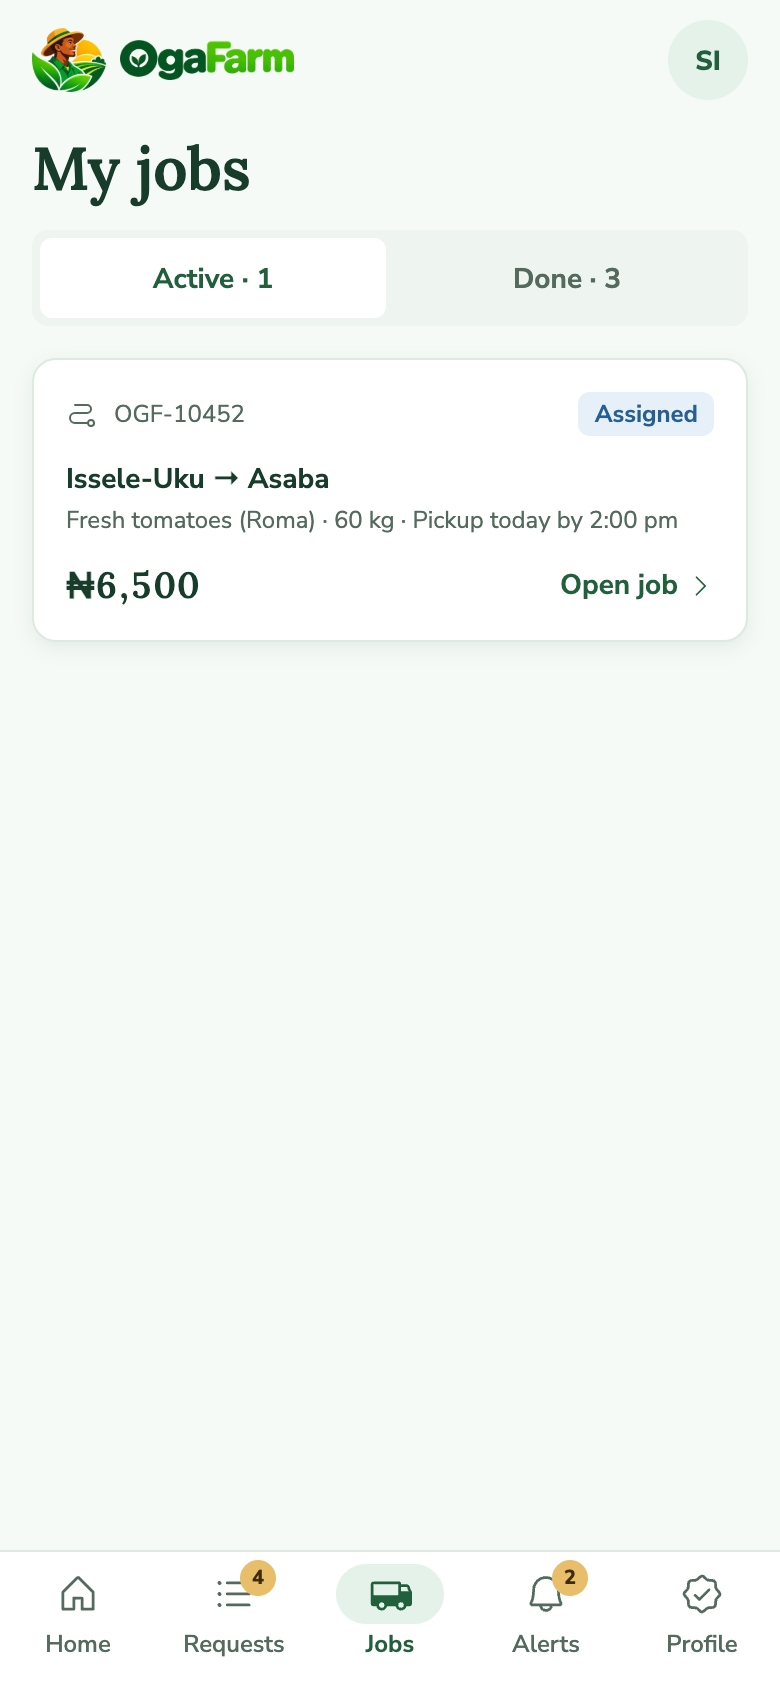 OgaFarm
SI
My jobs
Active · 1
Done · 3
OGF-10452
Assigned
Issele-Uku → Asaba
Fresh tomatoes (Roma) · 60 kg · Pickup today by 2:00 pm
₦6,500
Open job
4
2
Home
Requests
Jobs
Alerts
Profile